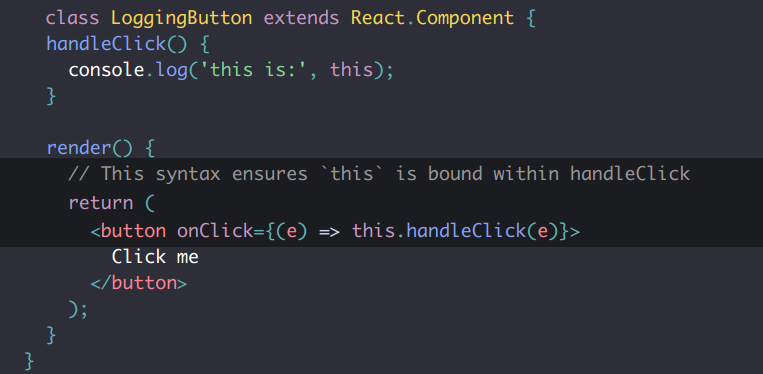 class LoggingButton extends React.Component {
handleClick() {
console.log('this is:', this);
}
render() {
// This syntax ensures `this` is bound within handleClick
return (
<button onClick={(e) => this.handleClick(e)}>
Click me
</button>
);
}
}